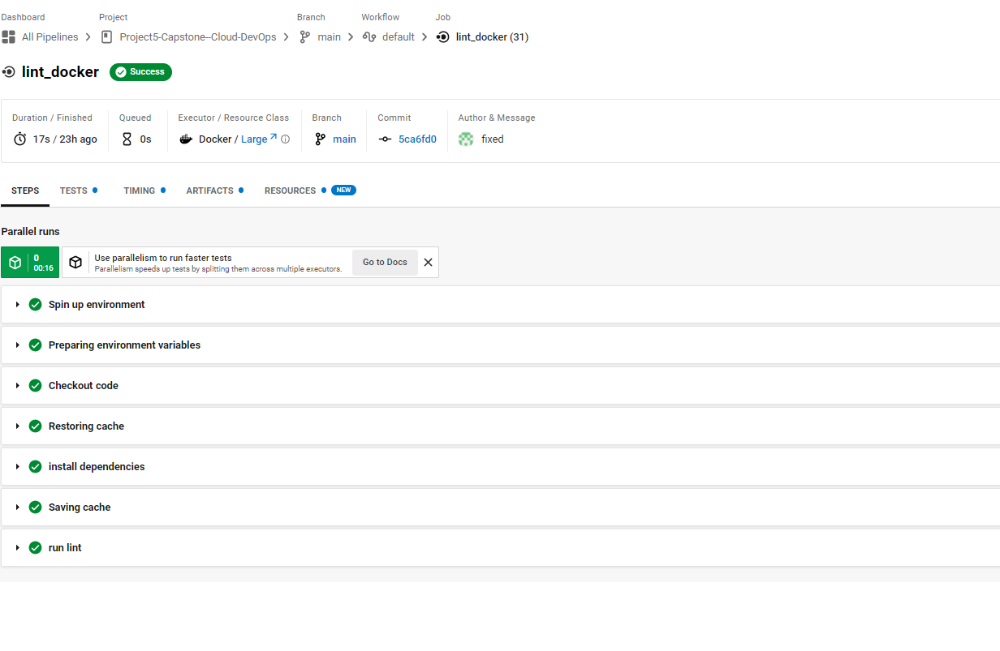 Dashboard Project Branch Workflow Job
All Pipelines Project5-Capstone--Cloud-DevOps main default lint_docker (31)
lint_docker Success
Duration / Finished Queued Executor / Resource Class Branch Commit Author & Message
17s / 23h ago 0s Docker / Large main 5ca6fd0 fixed
STEPS TESTS TIMING ARTIFACTS RESOURCES NEW
Parallel runs
0
00:16
Use parallelism to run faster tests
Parallelism speeds up tests by splitting them across multiple executors.
Go to Docs
Spin up environment
Preparing environment variables
Checkout code
Restoring cache
install dependencies
Saving cache
run lint